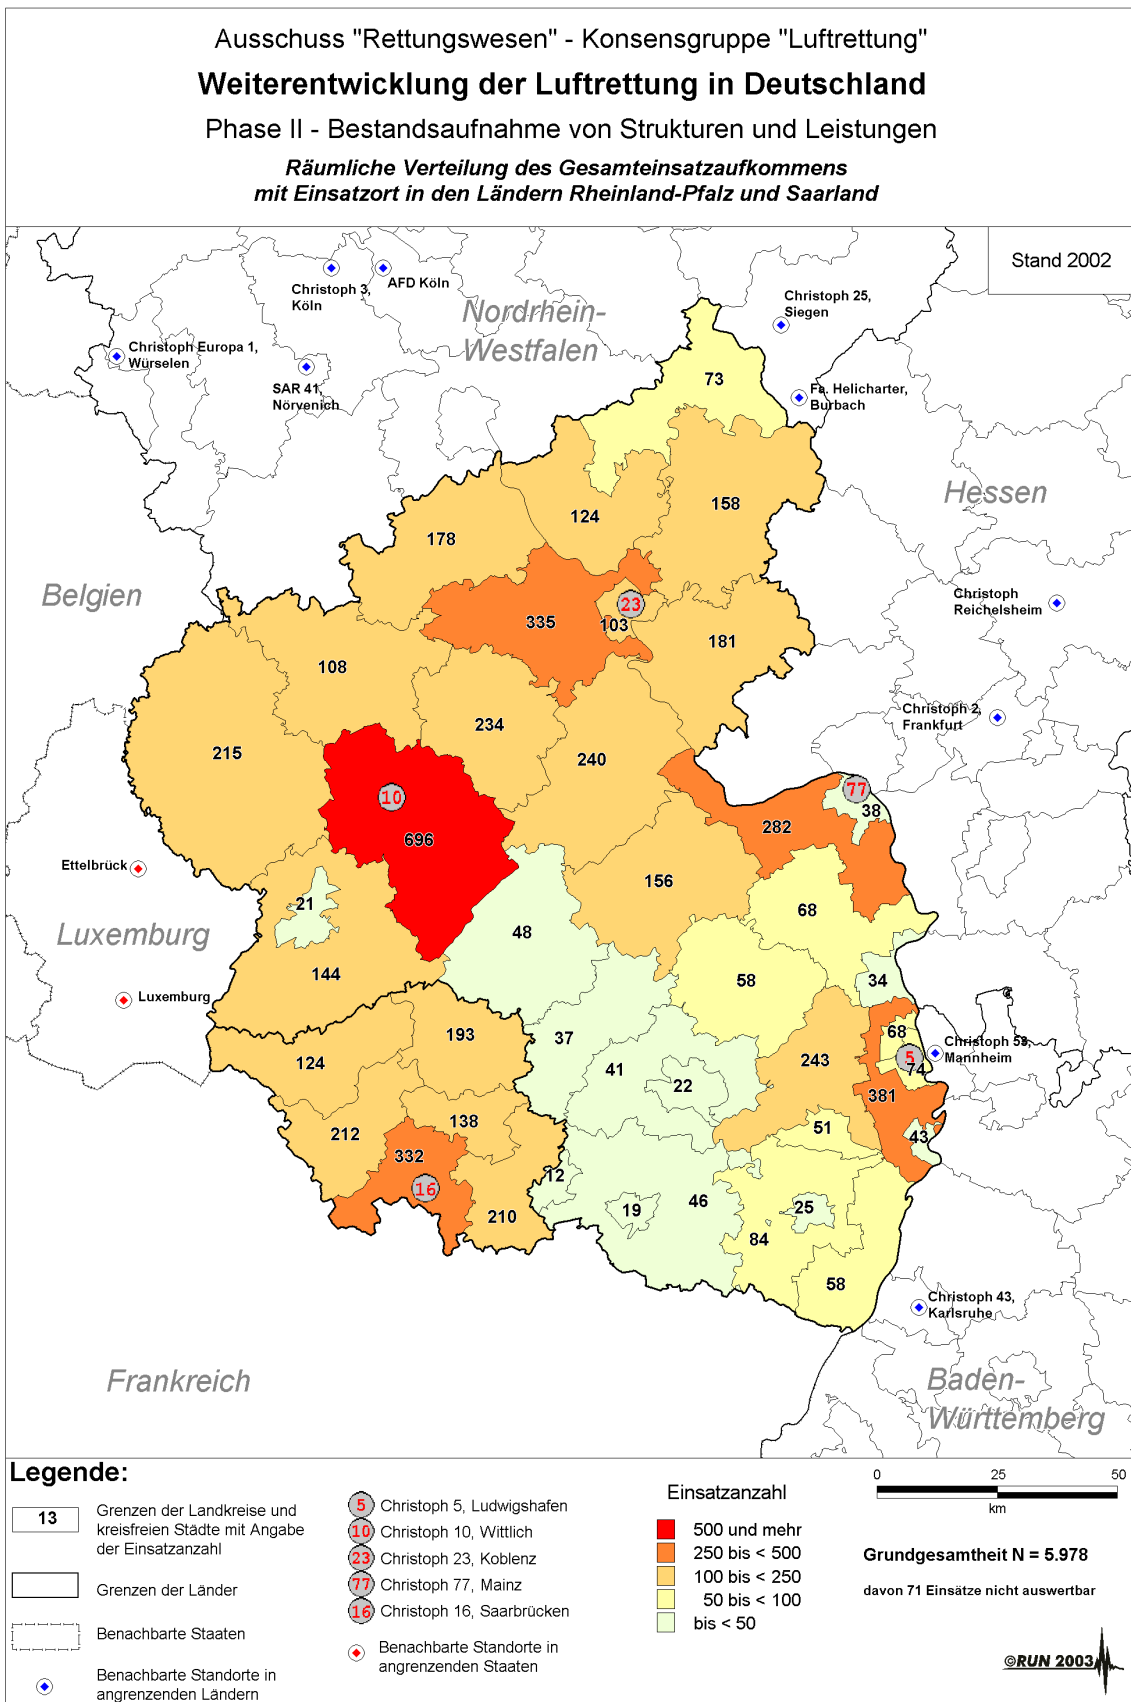 Ausschuss "Rettungswesen" - Konsensgruppe "Luftrettung"
Weiterentwicklung der Luftrettung in Deutschland
Phase II - Bestandsaufnahme von Strukturen und Leistungen
Räumliche Verteilung des Gesamteinsatzaufkommens
mit Einsatzort in den Ländern Rheinland-Pfalz und Saarland
Stand 2002
Christoph 3,
Köln
AFD Köln
Nordrhein-
Westfalen
Christoph 25,
Siegen
Christoph Europa 1,
Würselen
SAR 41,
Nörvenich
Fa. Helicharter,
Burbach
73
Hessen
124
158
178
Belgien
Christoph
Reichelsheim
23
335
103
181
108
Christoph 2,
Frankfurt
215
234
240
10
77
38
282
696
Ettelbrück
156
21
68
Luxemburg
48
144
58
34
Luxemburg
193
37
68
Christoph 53,
Mannheim
124
41
243
5
74
22
381
212
138
51
43
332
12
16
46
19
25
210
84
58
Christoph 43,
Karlsruhe
Frankreich
Baden-
Württemberg
Legende:
13
Grenzen der Landkreise und
kreisfreien Städte mit Angabe
der Einsatzanzahl
Grenzen der Länder
Benachbarte Staaten
Benachbarte Standorte in
angrenzenden Ländern
5 Christoph 5, Ludwigshafen
10 Christoph 10, Wittlich
23 Christoph 23, Koblenz
77 Christoph 77, Mainz
16 Christoph 16, Saarbrücken
Benachbarte Standorte in
angrenzenden Staaten
Einsatzanzahl
500 und mehr
250 bis < 500
100 bis < 250
50 bis < 100
bis < 50
0 25 50
km
Grundgesamtheit N = 5.978
davon 71 Einsätze nicht auswertbar
©RUN 2003